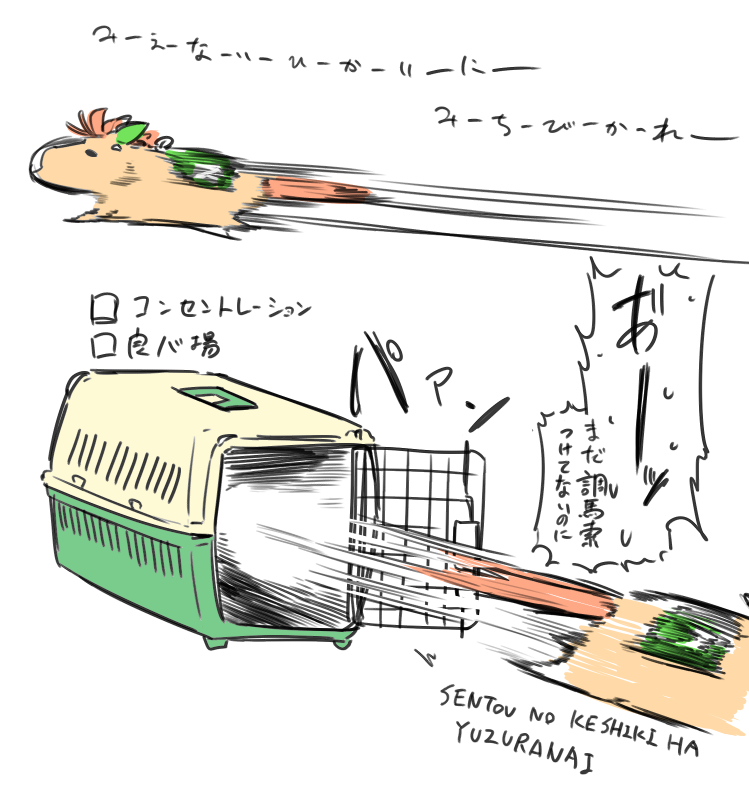 みーえーなーいーひーかーりーにー
みーちーびーかーれー
コンセントレーション
良バ場
パァン
あ゛ーッ
まだ調馬索
つけてないのに
SENTOU NO KESHIKI HA
YUZURANAI